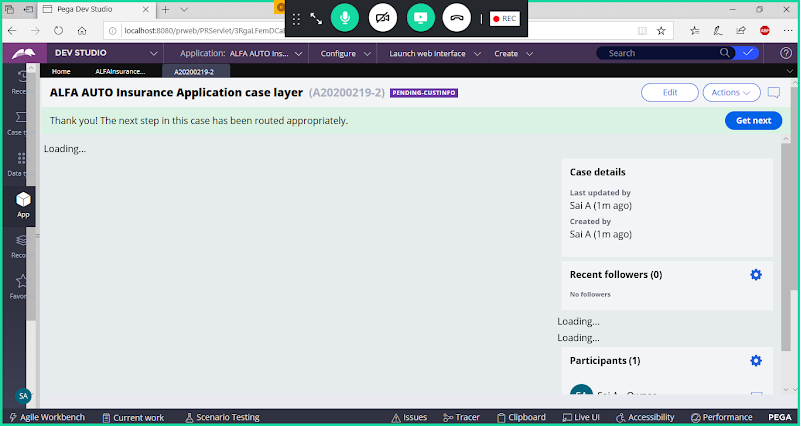 Pega Dev Studio
localhost:8080/prweb/PRServlet/3RgaLFemDCa
REC
DEV STUDIO
Application: ALFA AUTO Ins...
Configure
Launch web interface
Create
Search
Home
ALFAInsurance...
A20200219-2
ALFA AUTO Insurance Application case layer (A20200219-2) PENDING-CUSTINFO
Edit
Actions
Thank you! The next step in this case has been routed appropriately.
Get next
Loading...
Case details
Last updated by
Sai A (1m ago)
Created by
Sai A (1m ago)
Recent followers (0)
No followers
Loading...
Loading...
Participants (1)
Recen
Case t
Data t
App
Reco
Favor
SA
Agile Workbench
Current work
Scenario Testing
Issues
Tracer
Clipboard
Live UI
Accessibility
Performance
PEGA